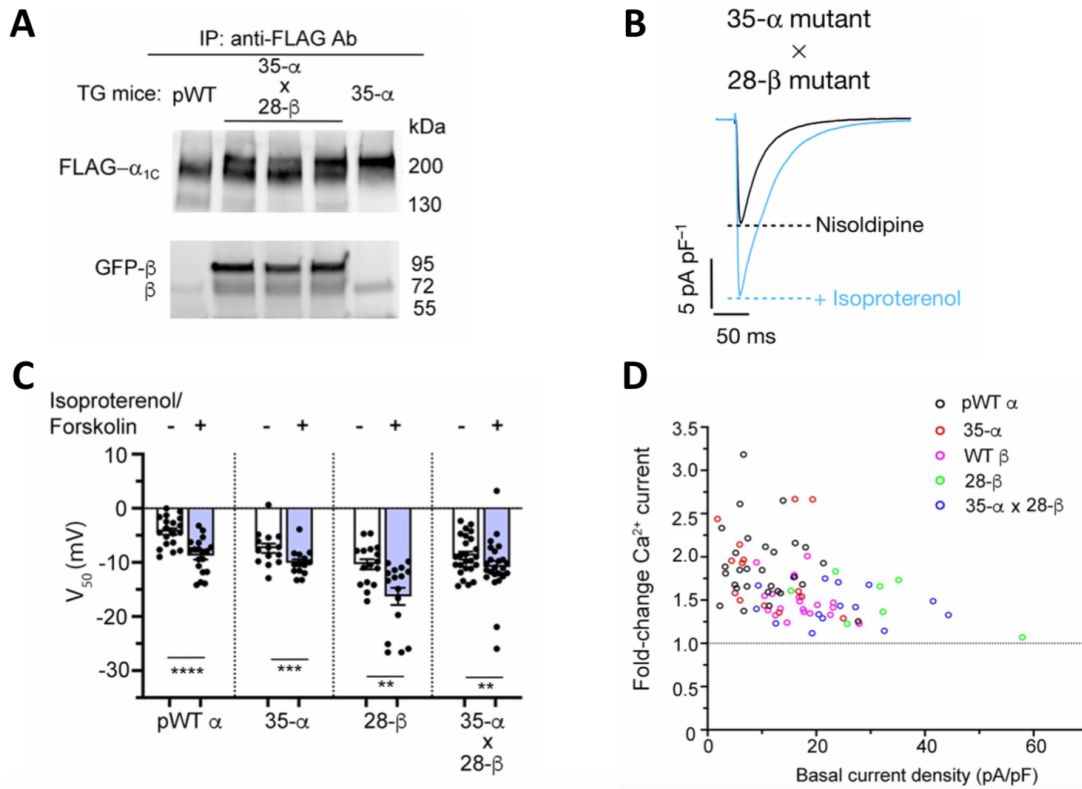 A
IP: anti-FLAG Ab
35-α
x
28-β
TG mice: pWT 35-α
kDa
FLAG–α1C 200
130
GFP-β 95
β 72
55
B
35-α mutant
×
28-β mutant
Nisoldipine
+ Isoproterenol
5 pA pF⁻¹
50 ms
C
Isoproterenol/
Forskolin - + - + - + - +
10
0
-10
-20
-30
V50 (mV)
**** *** ** **
pWT α 35-α 28-β 35-α
x
28-β
D
pWT α
35-α
WT β
28-β
35-α x 28-β
3.5
3.0
2.5
2.0
1.5
1.0
0.5
0
Fold-change Ca²⁺ current
0 20 40 60
Basal current density (pA/pF)